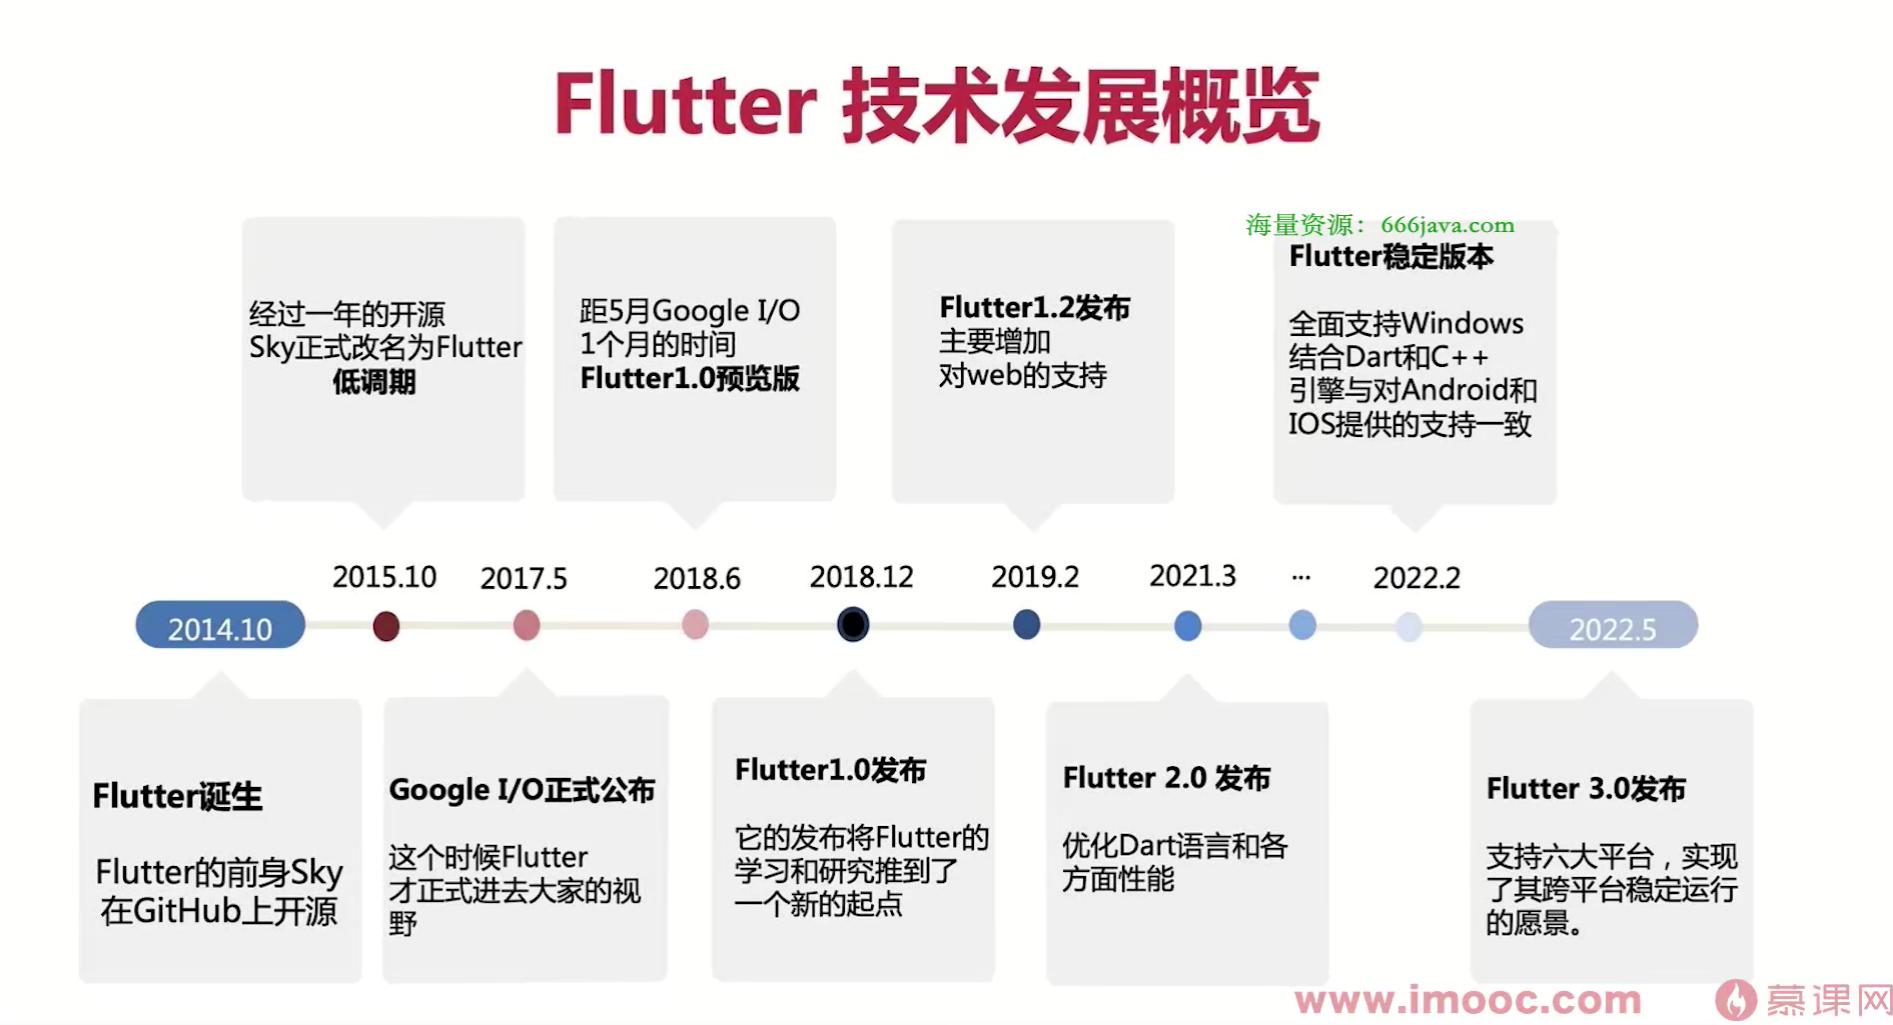 Flutter 技术发展概览
经过一年的开源
Sky正式改名为Flutter
低调期
距5月Google I/O
1个月的时间
Flutter1.0预览版
Flutter1.2发布
主要增加
对web的支持
海量资源：666java.com
Flutter稳定版本
全面支持Windows
结合Dart和C++
引擎与对Android和
IOS提供的支持一致
2014.10
2015.10
2017.5
2018.6
2018.12
2019.2
2021.3
...
2022.2
2022.5
Flutter诞生
Flutter的前身Sky
在GitHub上开源
Google I/O正式公布
这个时候Flutter
才正式进去大家的视
野
Flutter1.0发布
它的发布将Flutter的
学习和研究推到了
一个新的起点
Flutter 2.0 发布
优化Dart语言和各
方面性能
Flutter 3.0发布
支持六大平台，实现
了其跨平台稳定运行
的愿景。
www.imooc.com
慕课网